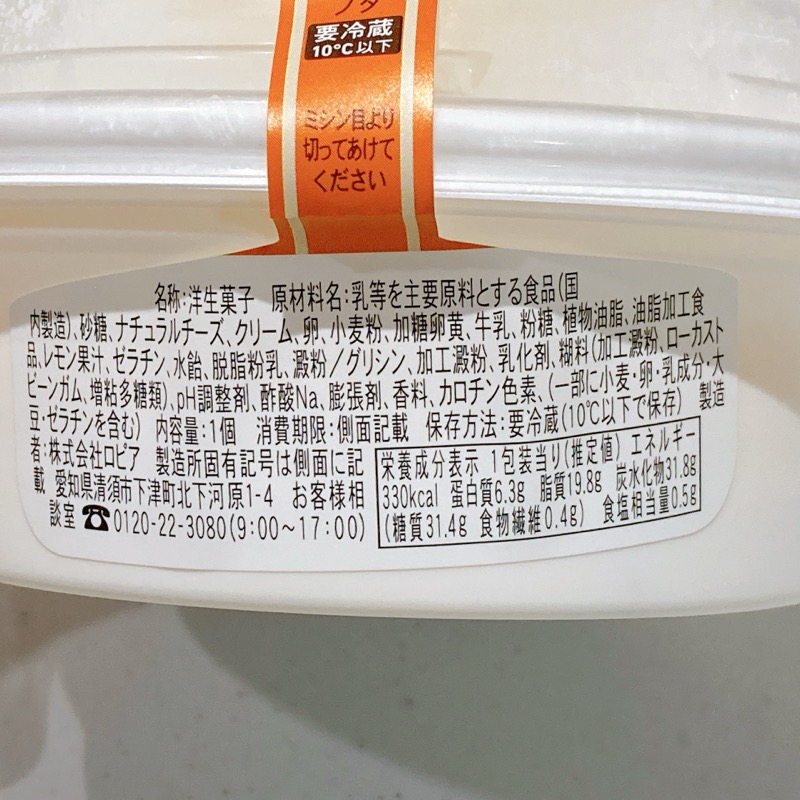 フタ
要冷蔵
10℃以下
ミシン目より
切ってあけて
ください
名称:洋生菓子 原材料名:乳等を主要原料とする食品(国
内製造)、砂糖、ナチュラルチーズ、クリーム、卵、小麦粉、加糖卵黄、牛乳、粉糖、植物油脂、油脂加工食
品、レモン果汁、ゼラチン、水飴、脱脂粉乳、澱粉/グリシン、加工澱粉、乳化剤、糊料(加工澱粉、ローカスト
ビーンガム、増粘多糖類)、pH調整剤、酢酸Na、膨張剤、香料、カロチン色素、(一部に小麦・卵・乳成分・大
豆・ゼラチンを含む) 内容量:1個 消費期限:側面記載 保存方法:要冷蔵(10℃以下で保存) 製造
者:株式会社ロピア 製造所固有記号は側面に記
載 愛知県清須市下津町北下河原1-4 お客様相
談室 ☎0120-22-3080(9:00〜17:00)
栄養成分表示 1包装当り(推定値) エネルギー
330kcal 蛋白質6.3g 脂質19.8g 炭水化物31.8g
(糖質31.4g 食物繊維0.4g) 食塩相当量0.5g